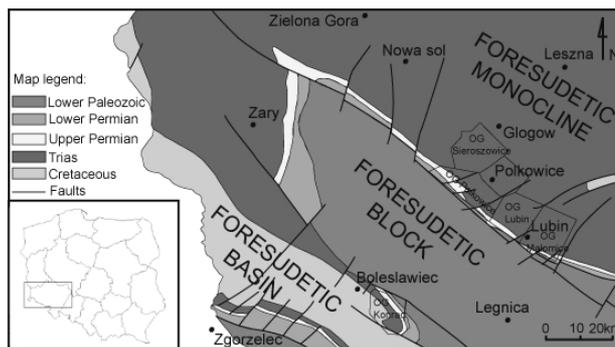 Zielona Gora
Nowa sol
Leszna
N
Map legend:
Lower Paleozoic
Lower Permian
Upper Permian
Trias
Cretaceous
Faults
Zary
FORESUDETIC
MONOCLINE
Glogow
OG
Sieroszowice
Polkowice
OG
Lubin
Lubin
OG
Malomice
FORESUDETIC
BLOCK
FORESUDETIC
BASIN
Boleslawiec
OG
Konrad
Legnica
Zgorzelec
0 10 20km